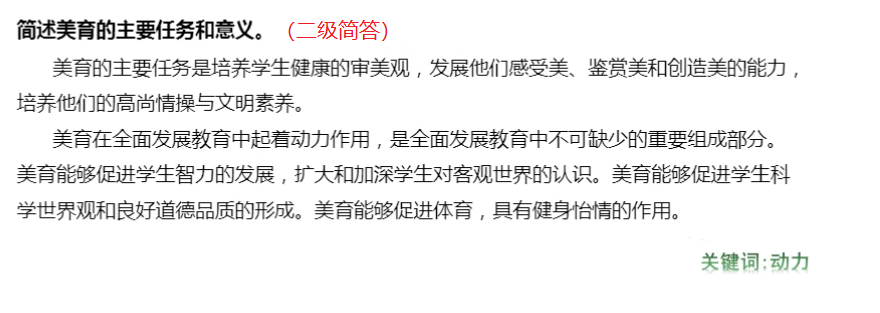 简述美育的主要任务和意义。（二级简答）
美育的主要任务是培养学生健康的审美观，发展他们感受美、鉴赏美和创造美的能力，
培养他们的高尚情操与文明素养。
美育在全面发展教育中起着动力作用，是全面发展教育中不可缺少的重要组成部分。
美育能够促进学生智力的发展，扩大和加深学生对客观世界的认识。美育能够促进学生科
学世界观和良好道德品质的形成。美育能够促进体育，具有健身怡情的作用。
关键词:动力